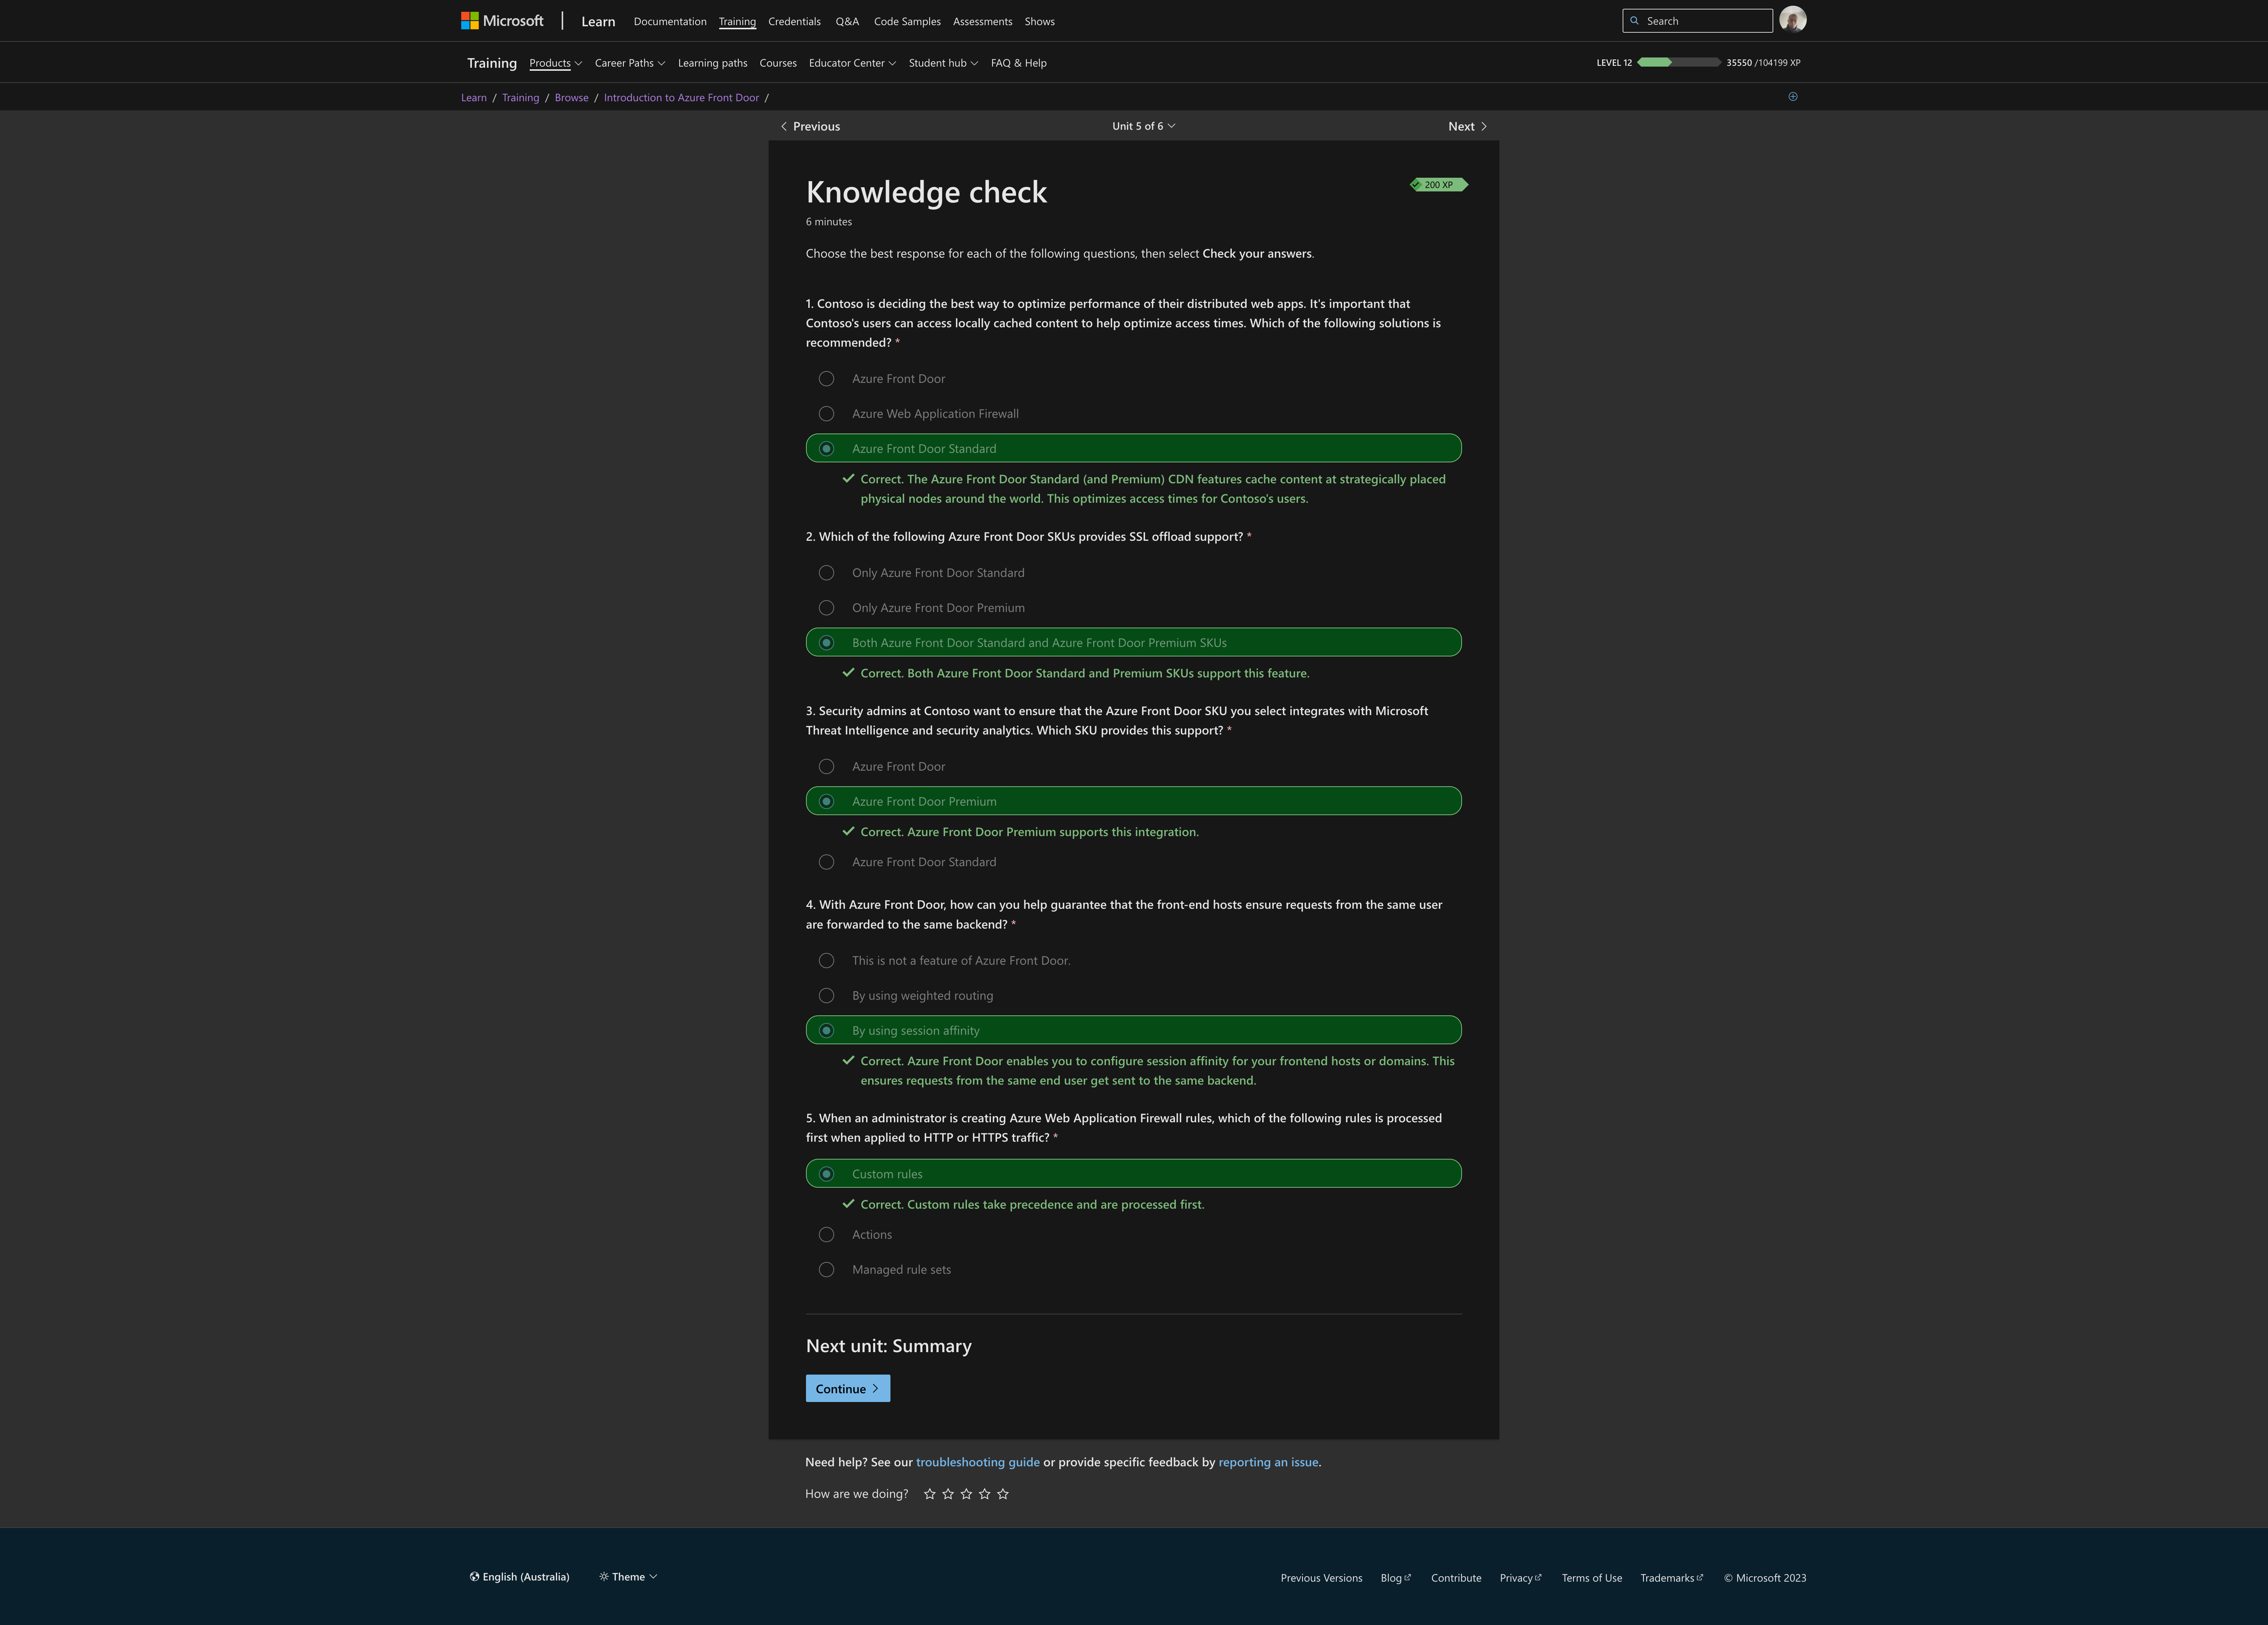 Microsoft Learn Documentation Training Credentials Q&A Code Samples Assessments Shows Search
Training Products Career Paths Learning paths Courses Educator Center Student hub FAQ & Help LEVEL 12 35550 /104199 XP
Learn / Training / Browse / Introduction to Azure Front Door /
Previous Unit 5 of 6 Next
Knowledge check
200 XP
6 minutes
Choose the best response for each of the following questions, then select Check your answers.
1. Contoso is deciding the best way to optimize performance of their distributed web apps. It's important that
Contoso's users can access locally cached content to help optimize access times. Which of the following solutions is
recommended? *
Azure Front Door
Azure Web Application Firewall
Azure Front Door Standard
Correct. The Azure Front Door Standard (and Premium) CDN features cache content at strategically placed
physical nodes around the world. This optimizes access times for Contoso's users.
2. Which of the following Azure Front Door SKUs provides SSL offload support? *
Only Azure Front Door Standard
Only Azure Front Door Premium
Both Azure Front Door Standard and Azure Front Door Premium SKUs
Correct. Both Azure Front Door Standard and Premium SKUs support this feature.
3. Security admins at Contoso want to ensure that the Azure Front Door SKU you select integrates with Microsoft
Threat Intelligence and security analytics. Which SKU provides this support? *
Azure Front Door
Azure Front Door Premium
Correct. Azure Front Door Premium supports this integration.
Azure Front Door Standard
4. With Azure Front Door, how can you help guarantee that the front-end hosts ensure requests from the same user
are forwarded to the same backend? *
This is not a feature of Azure Front Door.
By using weighted routing
By using session affinity
Correct. Azure Front Door enables you to configure session affinity for your frontend hosts or domains. This
ensures requests from the same end user get sent to the same backend.
5. When an administrator is creating Azure Web Application Firewall rules, which of the following rules is processed
first when applied to HTTP or HTTPS traffic? *
Custom rules
Correct. Custom rules take precedence and are processed first.
Actions
Managed rule sets
Next unit: Summary
Continue
Need help? See our troubleshooting guide or provide specific feedback by reporting an issue.
How are we doing?
English (Australia) Theme Previous Versions Blog Contribute Privacy Terms of Use Trademarks © Microsoft 2023